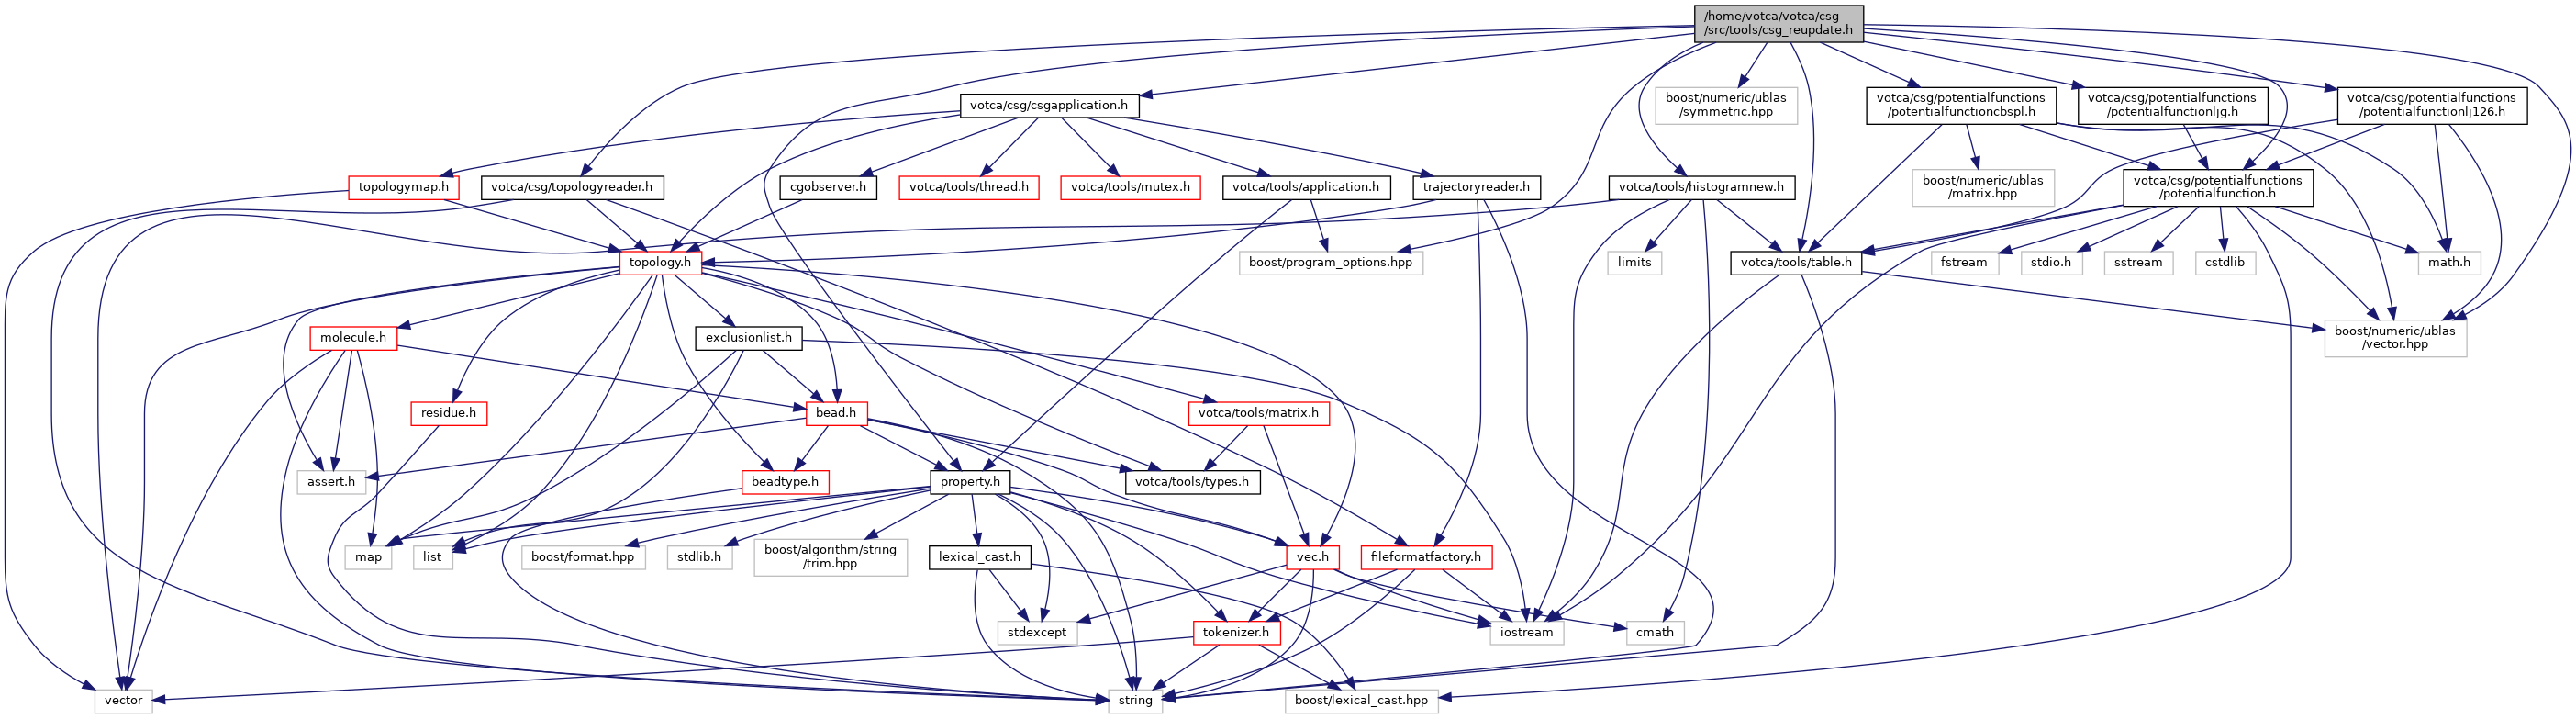 /home/votca/votca/csg
/src/tools/csg_reupdate.h
votca/csg/csgapplication.h
boost/numeric/ublas
/symmetric.hpp
votca/csg/potentialfunctions
/potentialfunctioncbspl.h
votca/csg/potentialfunctions
/potentialfunctionljg.h
votca/csg/potentialfunctions
/potentialfunctionlj126.h
topologymap.h
votca/csg/topologyreader.h
cgobserver.h
votca/tools/thread.h
votca/tools/mutex.h
votca/tools/application.h
trajectoryreader.h
votca/tools/histogramnew.h
boost/numeric/ublas
/matrix.hpp
votca/csg/potentialfunctions
/potentialfunction.h
topology.h
boost/program_options.hpp
limits
votca/tools/table.h
fstream
stdio.h
sstream
cstdlib
math.h
molecule.h
exclusionlist.h
boost/numeric/ublas
/vector.hpp
residue.h
bead.h
votca/tools/matrix.h
assert.h
beadtype.h
property.h
votca/tools/types.h
map
list
boost/format.hpp
stdlib.h
boost/algorithm/string
/trim.hpp
lexical_cast.h
vec.h
fileformatfactory.h
stdexcept
tokenizer.h
iostream
cmath
vector
string
boost/lexical_cast.hpp